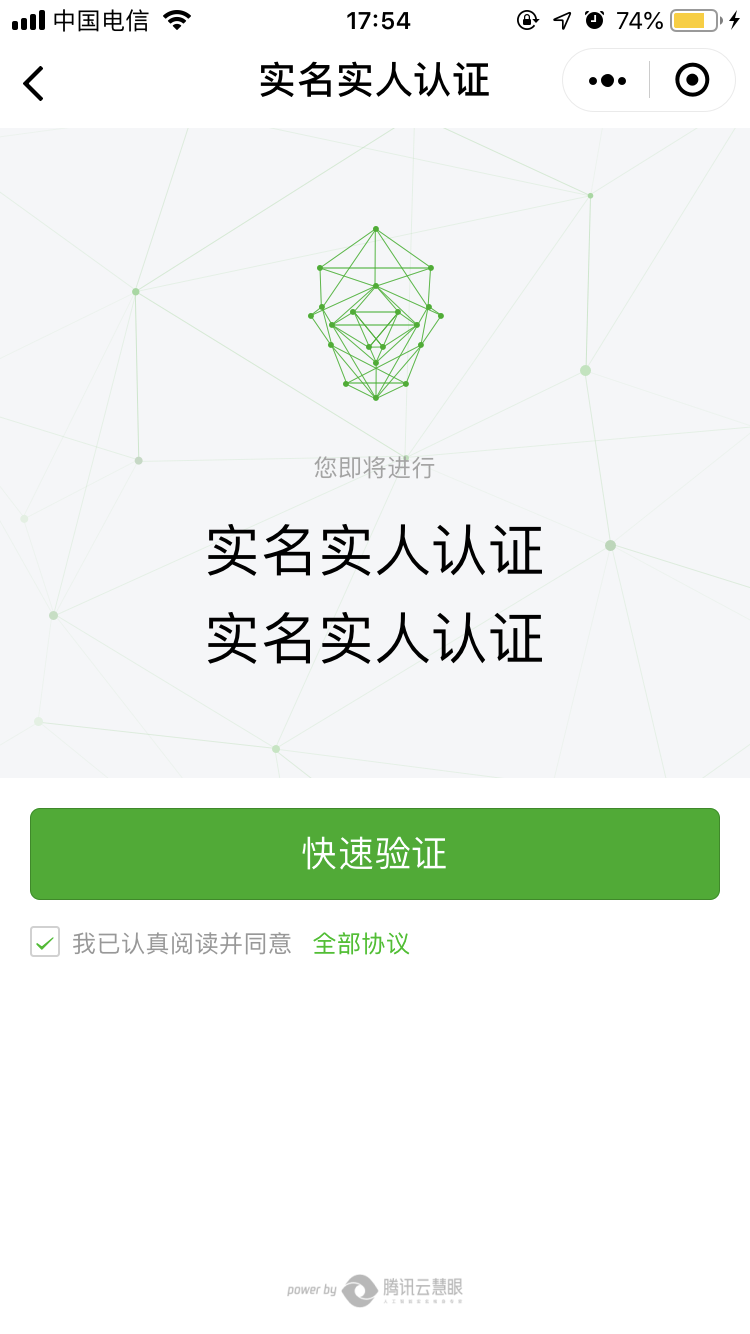 中国电信 17:54 74%
实名实人认证
您即将进行
实名实人认证
实名实人认证
快速验证
我已认真阅读并同意 全部协议
power by 腾讯云慧眼